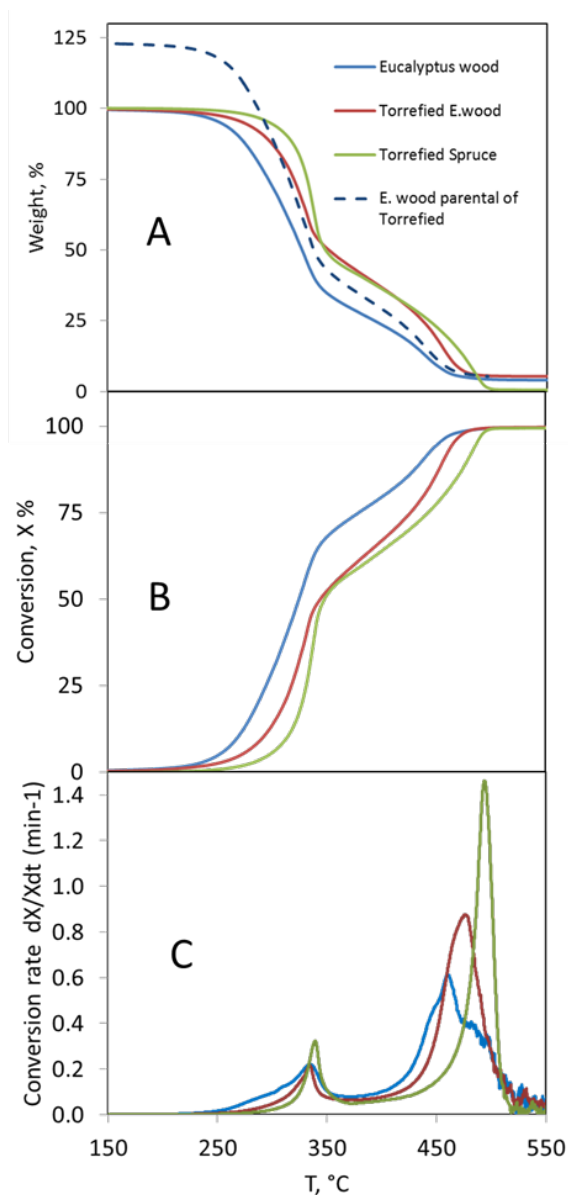 125
100
75
50
25
0
Weight, %
A
Eucalyptus wood
Torrefied E.wood
Torrefied Spruce
E. wood parental of
Torrefied
100
75
50
25
0
Conversion, X %
B
1.4
1.2
1.0
0.8
0.6
0.4
0.2
0.0
Conversion rate dX/Xdt (min-1)
C
150
250
350
450
550
T, °C